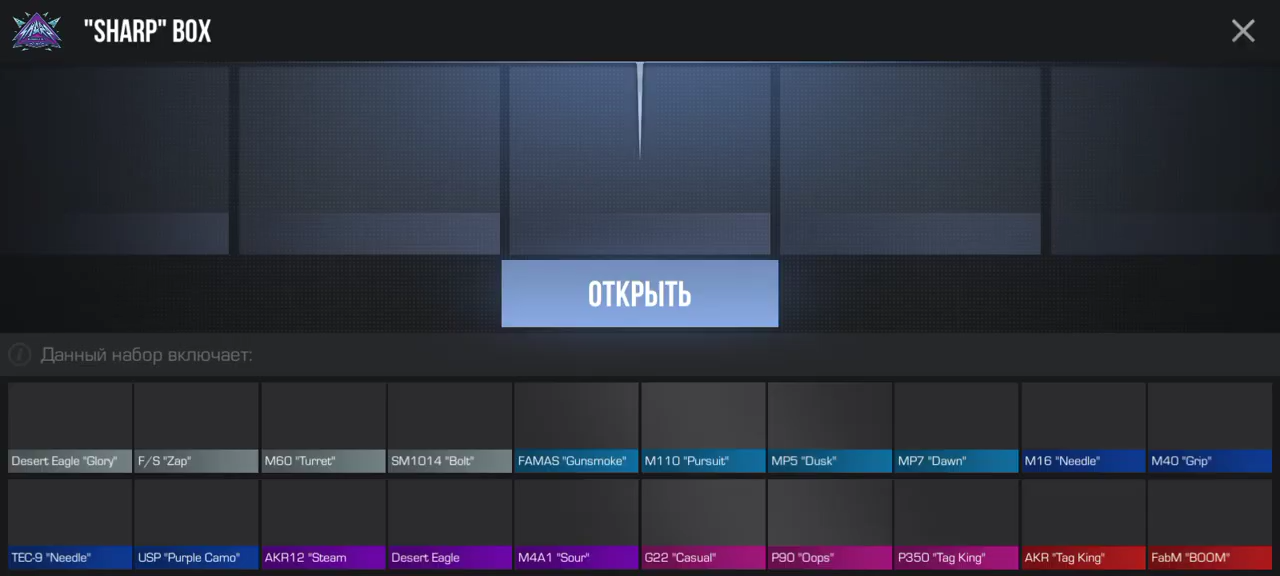 "SHARP" BOX
ОТКРЫТЬ
Данный набор включает:
Desert Eagle "Glory"
F/S "Zap"
M60 "Turret"
SM1014 "Bolt"
FAMAS "Gunsmoke"
M110 "Pursuit"
MP5 "Dusk"
MP7 "Dawn"
M16 "Needle"
M40 "Grip"
TEC-9 "Needle"
USP "Purple Camo"
AKR12 "Steam
Desert Eagle
M4A1 "Sour"
G22 "Casual"
P90 "Oops"
P350 "Tag King"
AKR "Tag King"
FabM "BOOM"